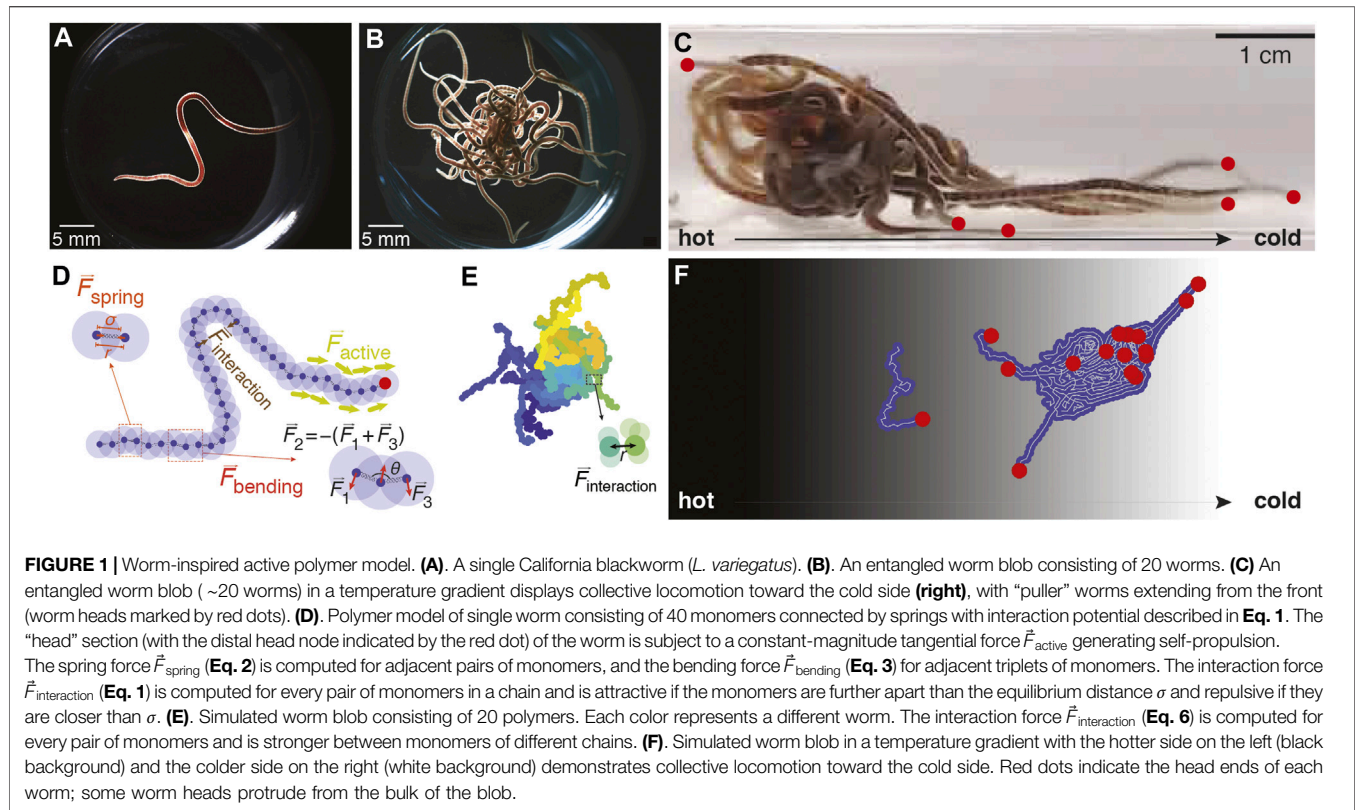 A
5 mm
B
5 mm
C
1 cm
hot
cold
D
F⃗spring
σ
r
F⃗interaction
F⃗active
F⃗2=-(F⃗1+F⃗3)
F⃗bending
F⃗1
θ
F⃗3
E
r
F⃗interaction
F
hot
cold
FIGURE 1 | Worm-inspired active polymer model. (A). A single California blackworm (L. variegatus). (B). An entangled worm blob consisting of 20 worms. (C) An
entangled worm blob ( ~20 worms) in a temperature gradient displays collective locomotion toward the cold side (right), with “puller” worms extending from the front
(worm heads marked by red dots). (D). Polymer model of single worm consisting of 40 monomers connected by springs with interaction potential described in Eq. 1. The
“head” section (with the distal head node indicated by the red dot) of the worm is subject to a constant-magnitude tangential force F⃗active generating self-propulsion.
The spring force F⃗spring (Eq. 2) is computed for adjacent pairs of monomers, and the bending force F⃗bending (Eq. 3) for adjacent triplets of monomers. The interaction force
F⃗interaction (Eq. 1) is computed for every pair of monomers in a chain and is attractive if the monomers are further apart than the equilibrium distance σ and repulsive if they
are closer than σ. (E). Simulated worm blob consisting of 20 polymers. Each color represents a different worm. The interaction force F⃗interaction (Eq. 6) is computed for
every pair of monomers and is stronger between monomers of different chains. (F). Simulated worm blob in a temperature gradient with the hotter side on the left (black
background) and the colder side on the right (white background) demonstrates collective locomotion toward the cold side. Red dots indicate the head ends of each
worm; some worm heads protrude from the bulk of the blob.